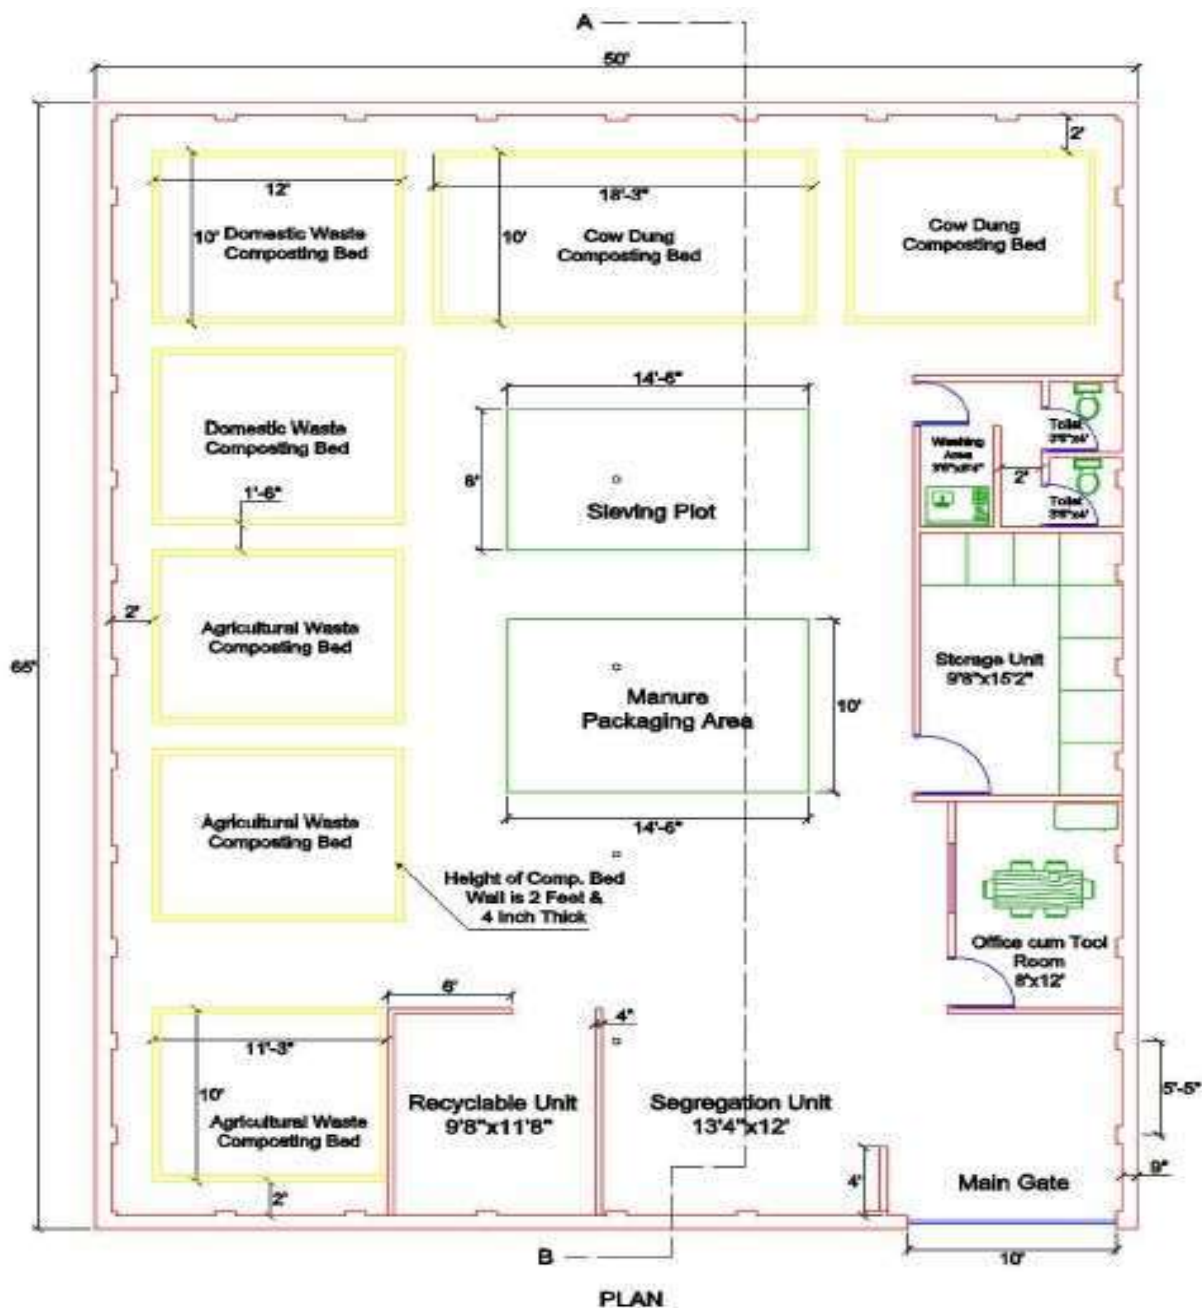 A
50'
2'
12'
18'-3"
10'
Domestic Waste
Composting Bed
10'
Cow Dung
Composting Bed
Cow Dung
Composting Bed
14'-6"
Domestic Waste
Composting Bed
Toilet
3'6"x4'
Washing
Area
1'-6"
2'
Sieving Plot
Toilet
3'6"x4'
2'
Agricultural Waste
Composting Bed
65'
Storage Unit
9'8"x15'2"
Manure
Packaging Area
10'
Agricultural Waste
Composting Bed
14'-6"
Height of Comp. Bed
Wall is 2 Feet &
4 Inch Thick
Office cum Tool
Room
8'x12'
6'
4"
11'-3"
10'
Agricultural Waste
Composting Bed
Recyclable Unit
9'8"x11'8"
Segregation Unit
13'4"x12'
5'-5"
4'
Main Gate
9"
2'
B
10'
PLAN